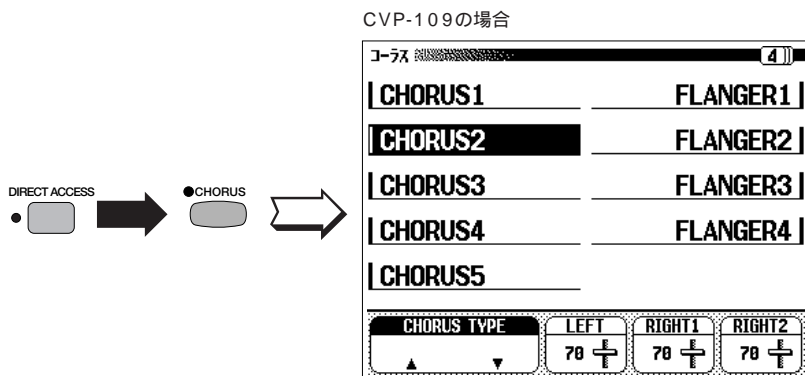 CVP-109の場合
コーラス
4
CHORUS1 FLANGER1
CHORUS2 FLANGER2
CHORUS3 FLANGER3
CHORUS4 FLANGER4
CHORUS5
DIRECT ACCESS
CHORUS
CHORUS TYPE LEFT RIGHT1 RIGHT2
▲ ▼ 70 70 70